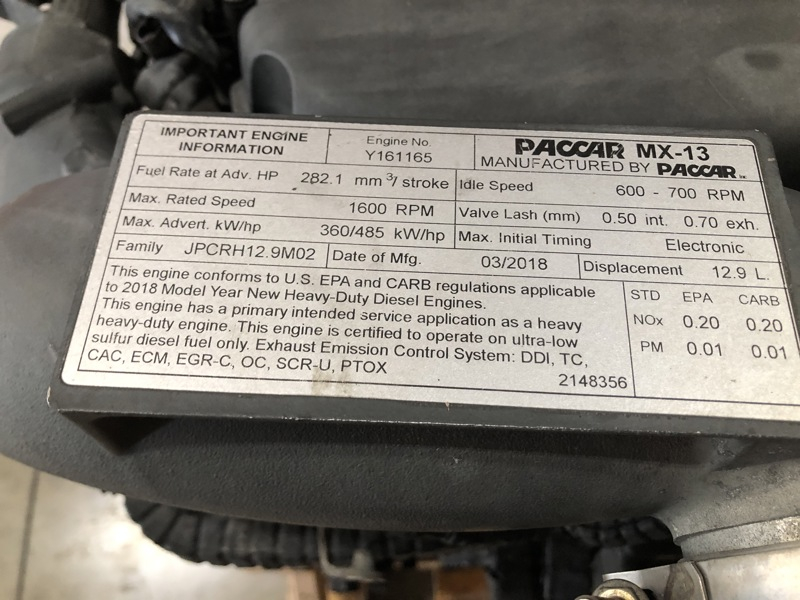 IMPORTANT ENGINE
INFORMATION
Engine No.
Y161165
PACCAR MX-13
MANUFACTURED BY PACCAR INC
Fuel Rate at Adv. HP 282.1 mm3/ stroke
Idle Speed 600 - 700 RPM
Max. Rated Speed 1600 RPM
Valve Lash (mm) 0.50 int. 0.70 exh.
Max. Advert. kW/hp 360/485 kW/hp
Max. Initial Timing Electronic
Family JPCRH12.9M02
Date of Mfg. 03/2018
Displacement 12.9 L.
This engine conforms to U.S. EPA and CARB regulations applicable
to 2018 Model Year New Heavy-Duty Diesel Engines.
This engine has a primary intended service application as a heavy
heavy-duty engine. This engine is certified to operate on ultra-low
sulfur diesel fuel only. Exhaust Emission Control System: DDI, TC,
CAC, ECM, EGR-C, OC, SCR-U, PTOX
2148356
STD EPA CARB
NOx 0.20 0.20
PM 0.01 0.01